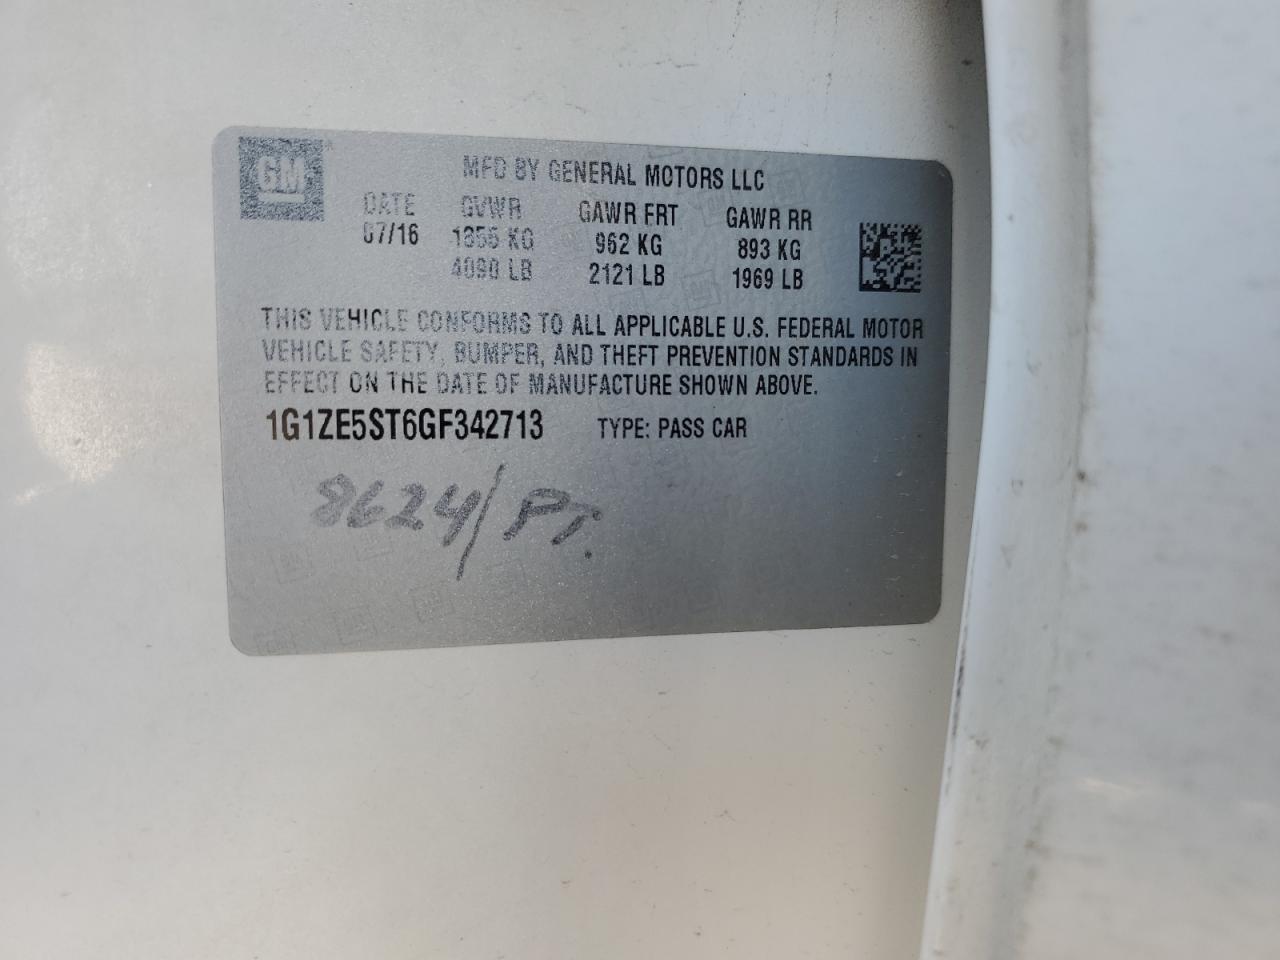 GM
MFD BY GENERAL MOTORS LLC
DATE GVWR GAWR FRT GAWR RR
07/16 1855 KG 962 KG 893 KG
4090 LB 2121 LB 1969 LB
THIS VEHICLE CONFORMS TO ALL APPLICABLE U.S. FEDERAL MOTOR
VEHICLE SAFETY, BUMPER, AND THEFT PREVENTION STANDARDS IN
EFFECT ON THE DATE OF MANUFACTURE SHOWN ABOVE.
1G1ZE5ST6GF342713 TYPE: PASS CAR
8624/PT.